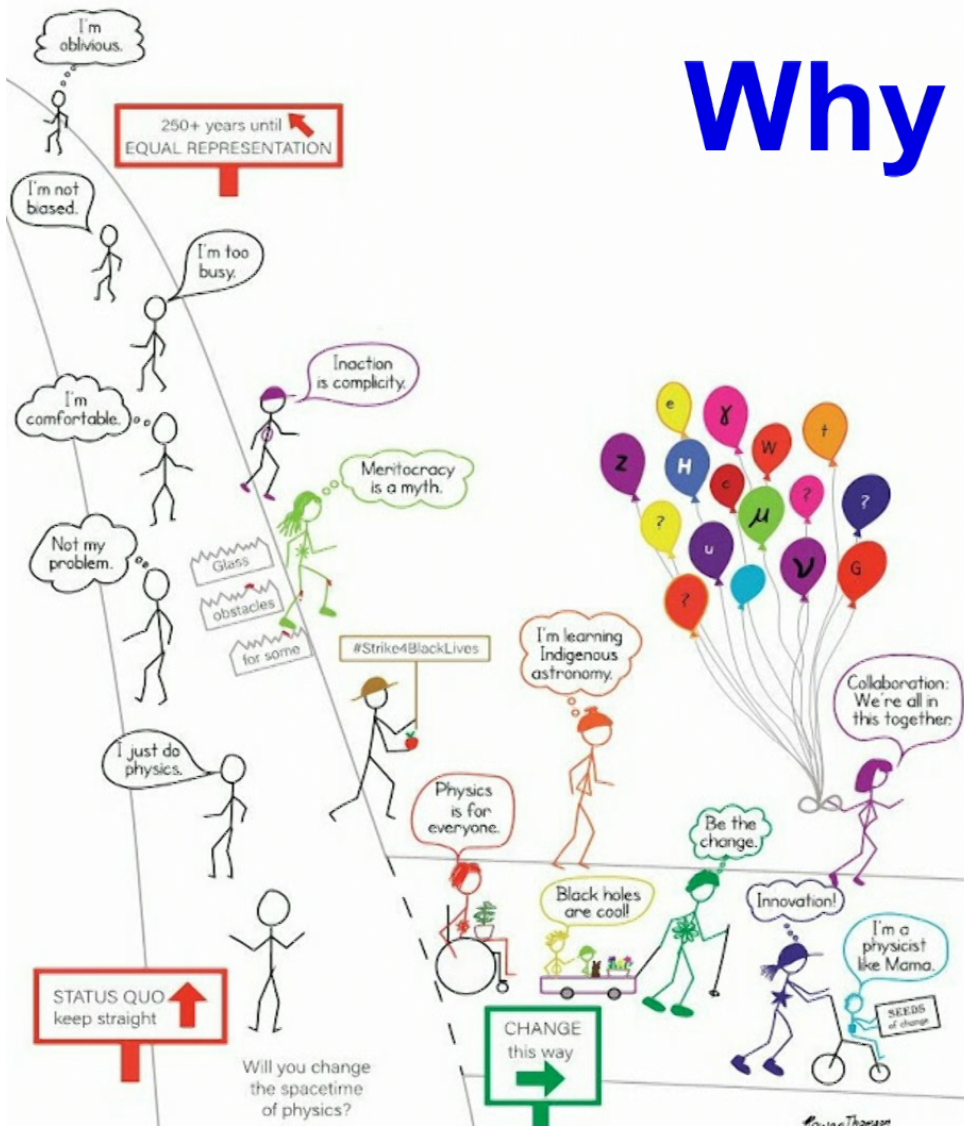 Why
I'm
oblivious.
250+ years until
EQUAL REPRESENTATION
I'm not
biased.
I'm too
busy.
Inaction
is complicity.
I'm
comfortable.
Meritocracy
is a myth.
Not my
problem.
Glass
obstacles
for some
#Strike4BlackLives
I'm learning
Indigenous
astronomy.
e
γ
W
t
Z
H
c
μ
?
?
?
u
ν
G
?
Collaboration:
We're all in
this together.
I just do
physics.
Physics
is for
everyone.
Be the
change.
Black holes
are cool!
Innovation!
I'm a
physicist
like Mama.
SEEDS
of change
STATUS QUO
keep straight
CHANGE
this way
Will you change
the spacetime
of physics?